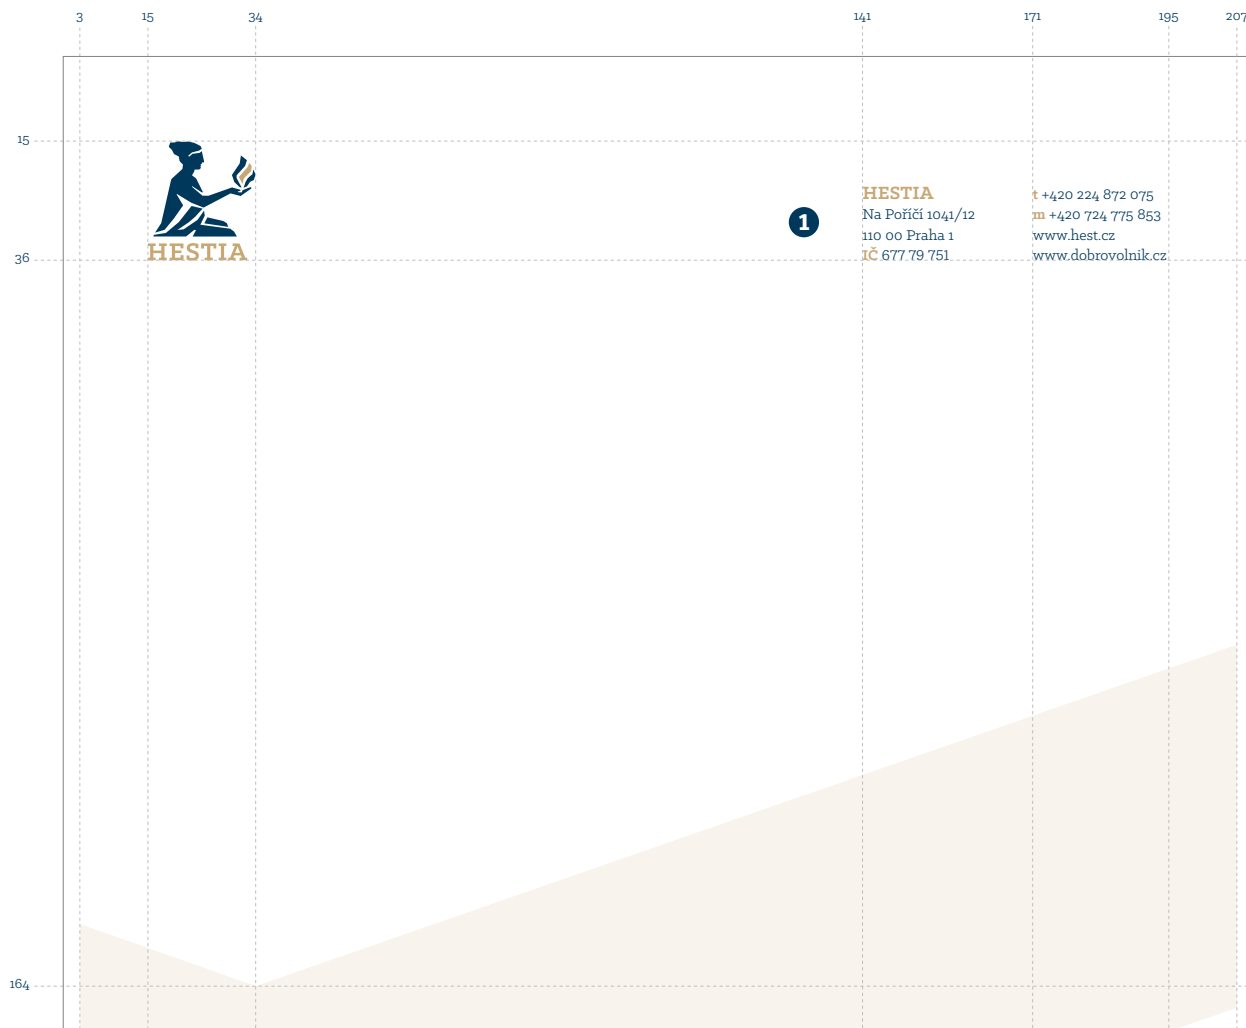 3 15 34 141 171 195 207
15
HESTIA
36
1
HESTIA
Na Poříčí 1041/12
110 00 Praha 1
IČ 677 79 751
t +420 224 872 075
m +420 724 775 853
www.hest.cz
www.dobrovolnik.cz
164